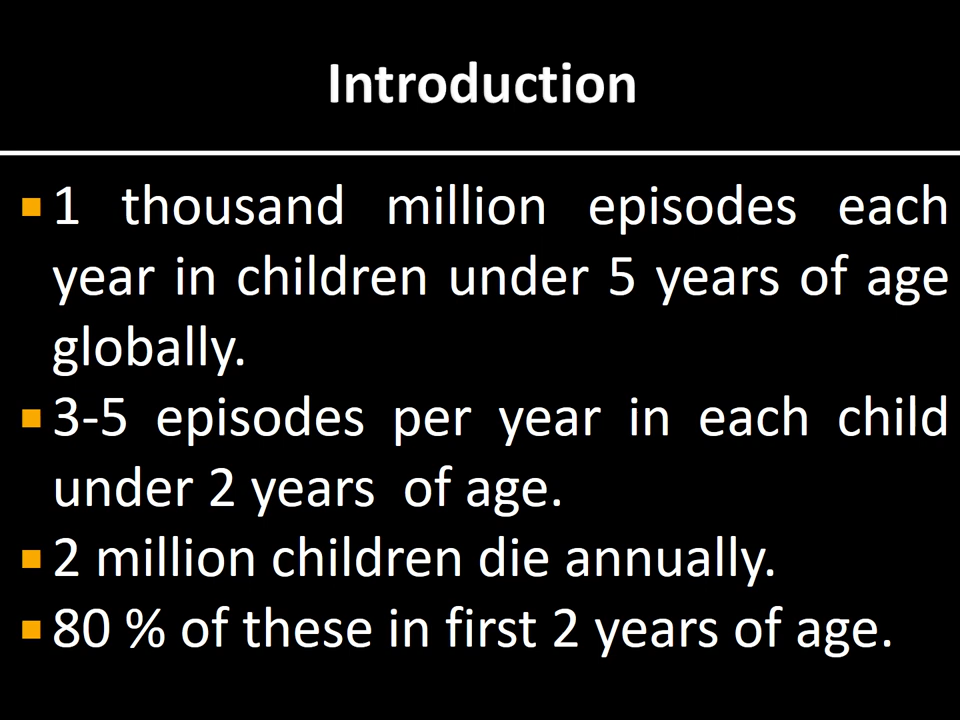 Introduction
▪ 1 thousand million episodes each
year in children under 5 years of age
globally.
▪ 3-5 episodes per year in each child
under 2 years of age.
▪ 2 million children die annually.
▪ 80 % of these in first 2 years of age.